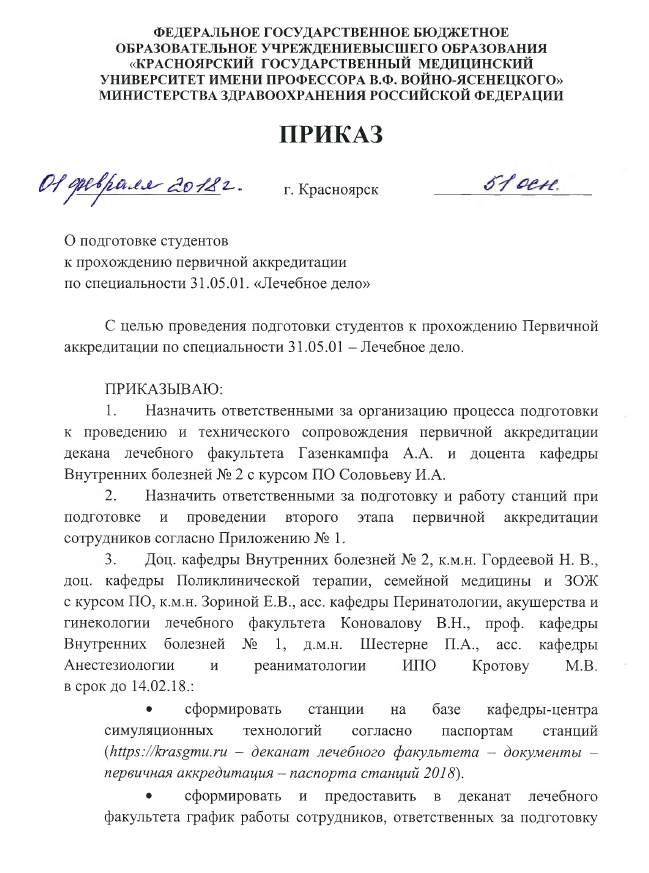 ФЕДЕРАЛЬНОЕ ГОСУДАРСТВЕННОЕ БЮДЖЕТНОЕ
ОБРАЗОВАТЕЛЬНОЕ УЧРЕЖДЕНИЕВЫСШЕГО ОБРАЗОВАНИЯ
«КРАСНОЯРСКИЙ ГОСУДАРСТВЕННЫЙ МЕДИЦИНСКИЙ
УНИВЕРСИТЕТ ИМЕНИ ПРОФЕССОРА В.Ф. ВОЙНО-ЯСЕНЕЦКОГО»
МИНИСТЕРСТВА ЗДРАВООХРАНЕНИЯ РОССИЙСКОЙ ФЕДЕРАЦИИ
ПРИКАЗ
01 февраля 2018г. г. Красноярск 51 осн.
О подготовке студентов
к прохождению первичной аккредитации
по специальности 31.05.01. «Лечебное дело»
С целью проведения подготовки студентов к прохождению Первичной
аккредитации по специальности 31.05.01 – Лечебное дело.
ПРИКАЗЫВАЮ:
1. Назначить ответственными за организацию процесса подготовки
к проведению и технического сопровождения первичной аккредитации
декана лечебного факультета Газенкампфа А.А. и доцента кафедры
Внутренних болезней № 2 с курсом ПО Соловьеву И.А.
2. Назначить ответственными за подготовку и работу станций при
подготовке и проведении второго этапа первичной аккредитации
сотрудников согласно Приложению № 1.
3. Доц. кафедры Внутренних болезней № 2, к.м.н. Гордеевой Н. В.,
доц. кафедры Поликлинической терапии, семейной медицины и ЗОЖ
с курсом ПО, к.м.н. Зориной Е.В., асс. кафедры Перинатологии, акушерства и
гинекологии лечебного факультета Коновалову В.Н., проф. кафедры
Внутренних болезней № 1, д.м.н. Шестерне П.А., асс. кафедры
Анестезиологии и реаниматологии ИПО Кротову М.В.
в срок до 14.02.18.:
• сформировать станции на базе кафедры-центра
симуляционных технологий согласно паспортам станций
(https://krasgmu.ru – деканат лечебного факультета – документы –
первичная аккредитация – паспорта станций 2018).
• сформировать и предоставить в деканат лечебного
факультета график работы сотрудников, ответственных за подготовку